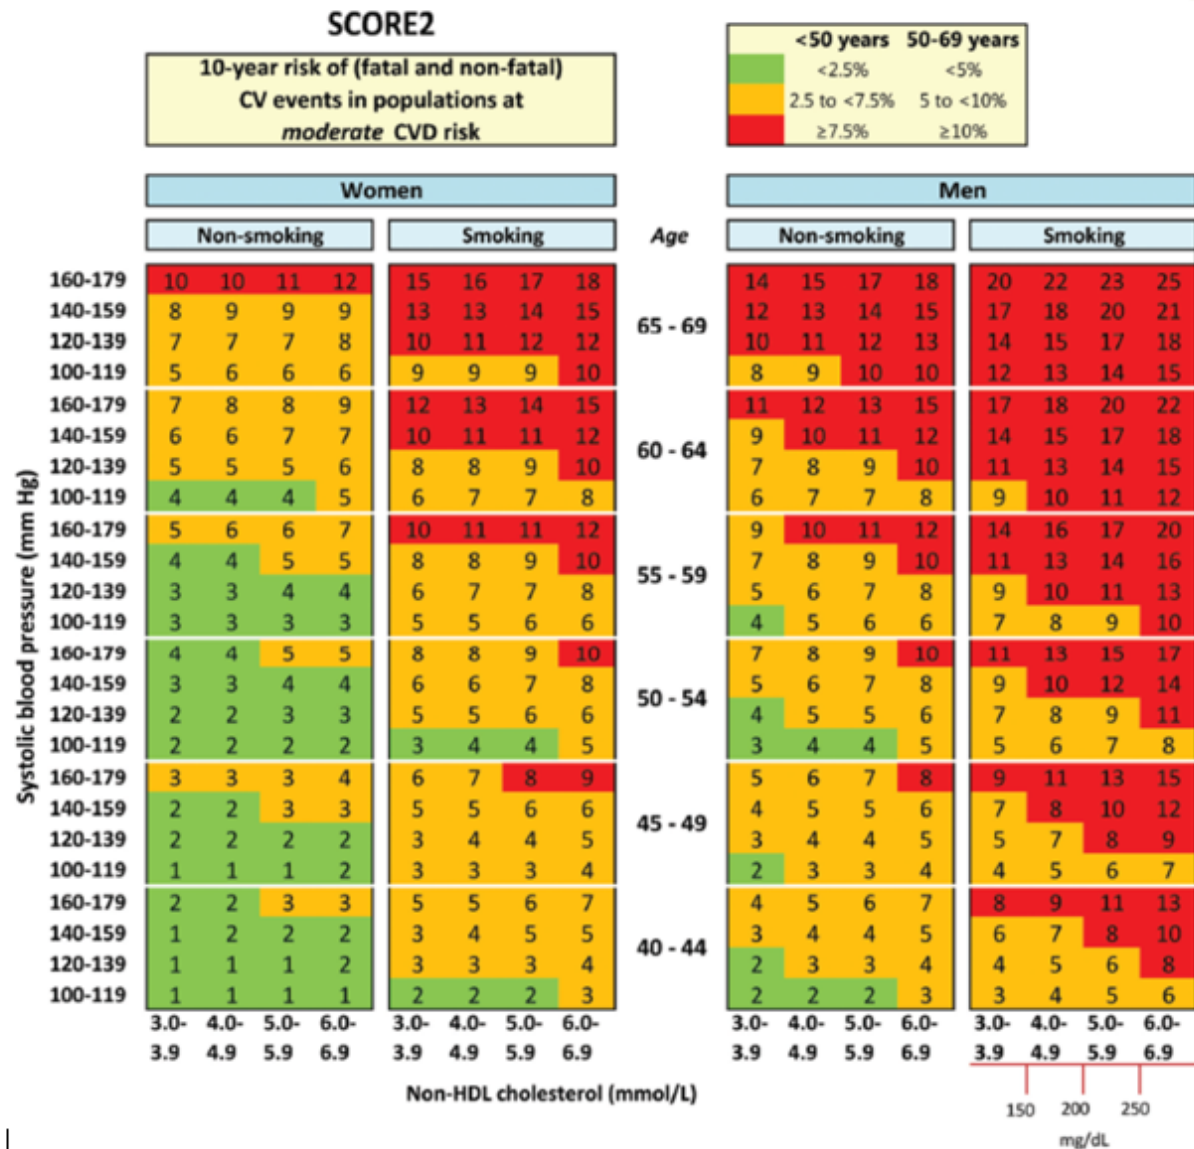 SCORE2
10-year risk of (fatal and non-fatal)
CV events in populations at
moderate CVD risk
<50 years 50-69 years
<2.5% <5%
2.5 to <7.5% 5 to <10%
≥7.5% ≥10%
Women Men
Non-smoking Smoking Age Non-smoking Smoking
Systolic blood pressure (mm Hg)
160-179 10 10 11 12 15 16 17 18 14 15 17 18 20 22 23 25
140-159 8 9 9 9 13 13 14 15 12 13 14 15 17 18 20 21
65 - 69
120-139 7 7 7 8 10 11 12 12 10 11 12 13 14 15 17 18
100-119 5 6 6 6 9 9 9 10 8 9 10 10 12 13 14 15
160-179 7 8 8 9 12 13 14 15 11 12 13 15 17 18 20 22
140-159 6 6 7 7 10 11 11 12 9 10 11 12 14 15 17 18
60 - 64
120-139 5 5 5 6 8 8 9 10 7 8 9 10 11 13 14 15
100-119 4 4 4 5 6 7 7 8 6 7 7 8 9 10 11 12
160-179 5 6 6 7 10 11 11 12 9 10 11 12 14 16 17 20
140-159 4 4 5 5 8 8 9 10 7 8 9 10 11 13 14 16
55 - 59
120-139 3 3 4 4 6 7 7 8 5 6 7 8 9 10 11 13
100-119 3 3 3 3 5 5 6 6 4 5 6 6 7 8 9 10
160-179 4 4 5 5 8 8 9 10 7 8 9 10 11 13 15 17
140-159 3 3 4 4 6 6 7 8 5 6 7 8 9 10 12 14
50 - 54
120-139 2 2 3 3 5 5 6 6 4 5 5 6 7 8 9 11
100-119 2 2 2 2 3 4 4 5 3 4 4 5 5 6 7 8
160-179 3 3 3 4 6 7 8 9 5 6 7 8 9 11 13 15
140-159 2 2 3 3 5 5 6 6 4 5 5 6 7 8 10 12
45 - 49
120-139 2 2 2 2 3 4 4 5 3 4 4 5 5 7 8 9
100-119 1 1 1 2 3 3 3 4 2 3 3 4 4 5 6 7
160-179 2 2 3 3 5 5 6 7 4 5 6 7 8 9 11 13
140-159 1 2 2 2 3 4 5 5 3 4 4 5 6 7 8 10
40 - 44
120-139 1 1 1 2 3 3 3 4 2 3 3 4 4 5 6 8
100-119 1 1 1 1 2 2 2 3 2 2 2 3 3 4 5 6
3.0- 4.0- 5.0- 6.0- 3.0- 4.0- 5.0- 6.0- 3.0- 4.0- 5.0- 6.0- 3.0- 4.0- 5.0- 6.0-
3.9 4.9 5.9 6.9 3.9 4.9 5.9 6.9 3.9 4.9 5.9 6.9 3.9 4.9 5.9 6.9
Non-HDL cholesterol (mmol/L)
150 200 250
mg/dL